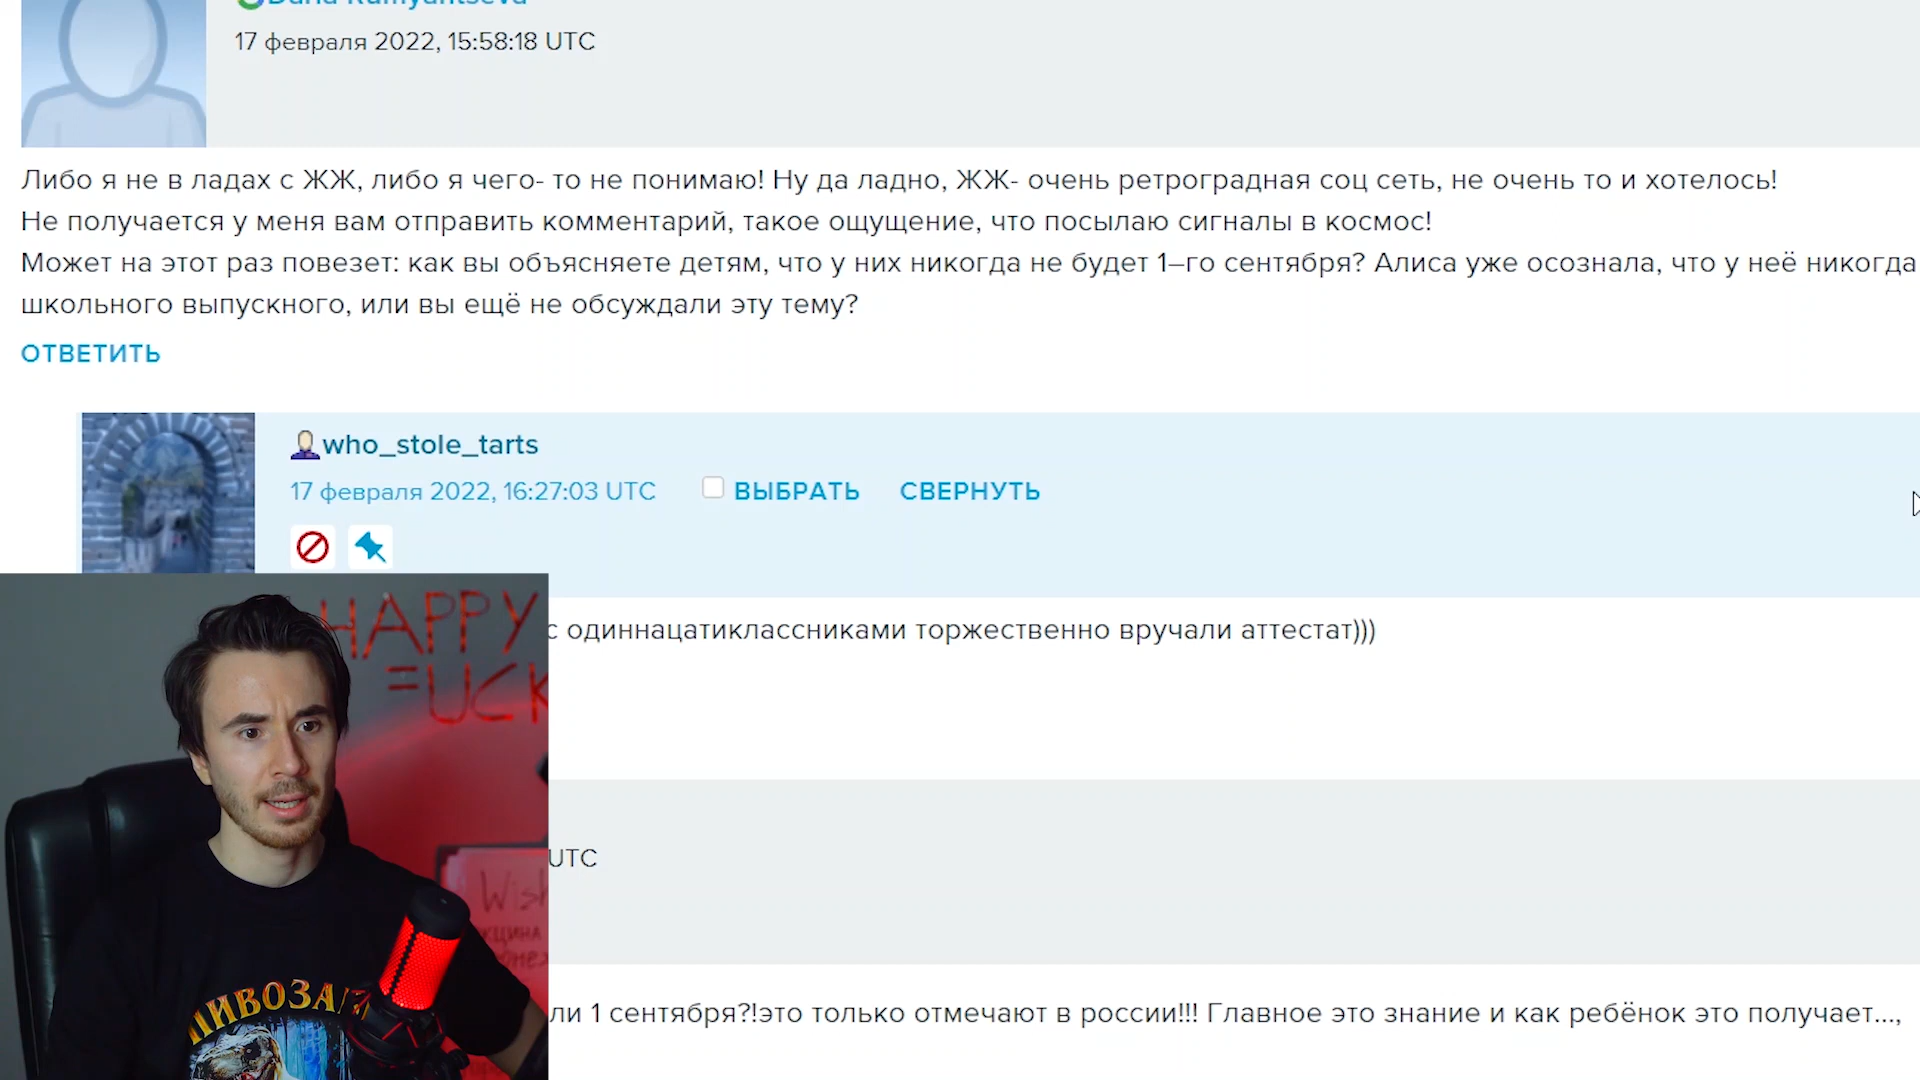 17 февраля 2022, 15:58:18 UTC
Либо я не в ладах с ЖЖ, либо я чего- то не понимаю! Ну да ладно, ЖЖ- очень ретроградная соц сеть, не очень то и хотелось!
Не получается у меня вам отправить комментарий, такое ощущение, что посылаю сигналы в космос!
Может на этот раз повезет: как вы объясняете детям, что у них никогда не будет 1–го сентября? Алиса уже осознала, что у неё никогда
школьного выпускного, или вы ещё не обсуждали эту тему?
ОТВЕТИТЬ
who_stole_tarts
17 февраля 2022, 16:27:03 UTC
ВЫБРАТЬ
СВЕРНУТЬ
с одиннацатиклассниками торжественно вручали аттестат)))
HAPPY
UCK
UTC
Wish
ли 1 сентября?!это только отмечают в россии!!! Главное это знание и как ребёнок это получает...,